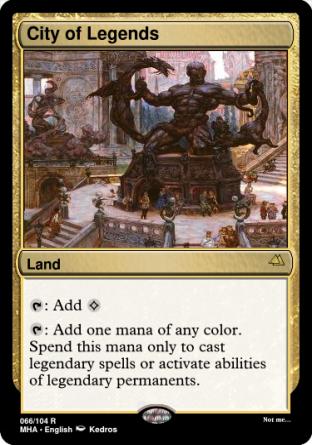 City of Legends
Land
: Add
: Add one mana of any color.
Spend this mana only to cast
legendary spells or activate abilities
of legendary permanents.
066/104 R
MHA • English Kedros
Not me...